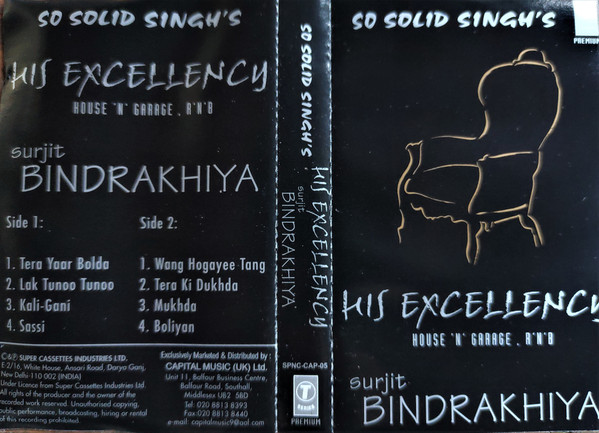 SO SOLID SINGH'S
HIS EXCELLENCY
HOUSE 'N' GARAGE , R'N'B
surjit
BINDRAKHIYA
Side 1:
1. Tera Yaar Bolda
2. Lak Tunoo Tunoo
3. Kali-Gani
4. Sassi
Side 2:
1. Wang Hogayee Tang
2. Tera Ki Dukhda
3. Mukhda
4. Boliyan
C&P SUPER CASSETTES INDUSTRIES LTD.
E-2/16, White House, Ansari Road, Darya Ganj,
New Delhi-110 002 (INDIA)
Under Licence from Super Cassettes Industries Ltd.
All rights of the producer and the owner of the
recorded work reserved. Unauthorised copying,
public performance, broadcasting, hiring or rental
of this recording prohibited.
Exclusively Marketed & Distributed by :
CAPITAL MUSIC (UK) Ltd.
Unit 11, Balfour Business Centre,
Balfour Road, Southall,
Middlesex UB2 5BD
Tel: 020 8813 8393
Fax 020 8813 8440
e-mail: capitalmusic9@aol.com
SO SOLID SINGH'S
HIS EXCELLENCY
surjit
BINDRAKHIYA
SPNC-CAP-05
T
SERIES
PREMIUM
PREMIUM
SO SOLID SINGH'S
HIS EXCELLENCY
HOUSE 'N' GARAGE , R'N'B
surjit
BINDRAKHIYA